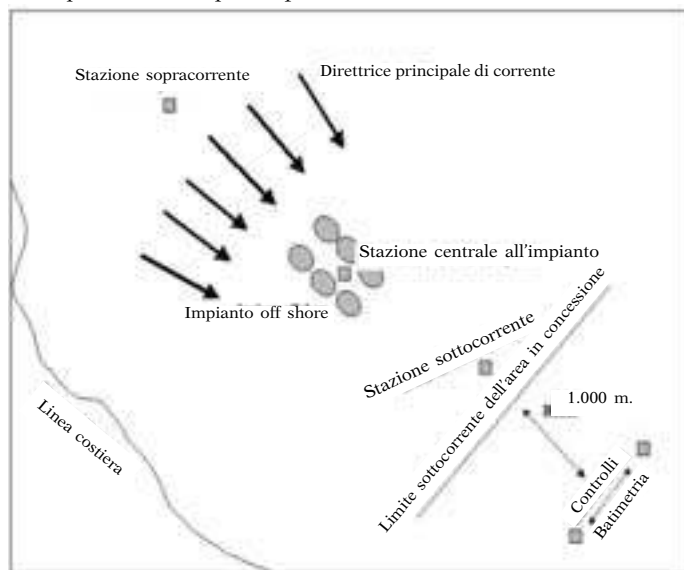 Stazione sopracorrente
Direttrice principale di corrente
Stazione centrale all'impianto
Impianto off shore
Stazione sottocorrente
Limite sottocorrente dell'area in concessione
1.000 m.
Linea costiera
Controlli
Batimetria